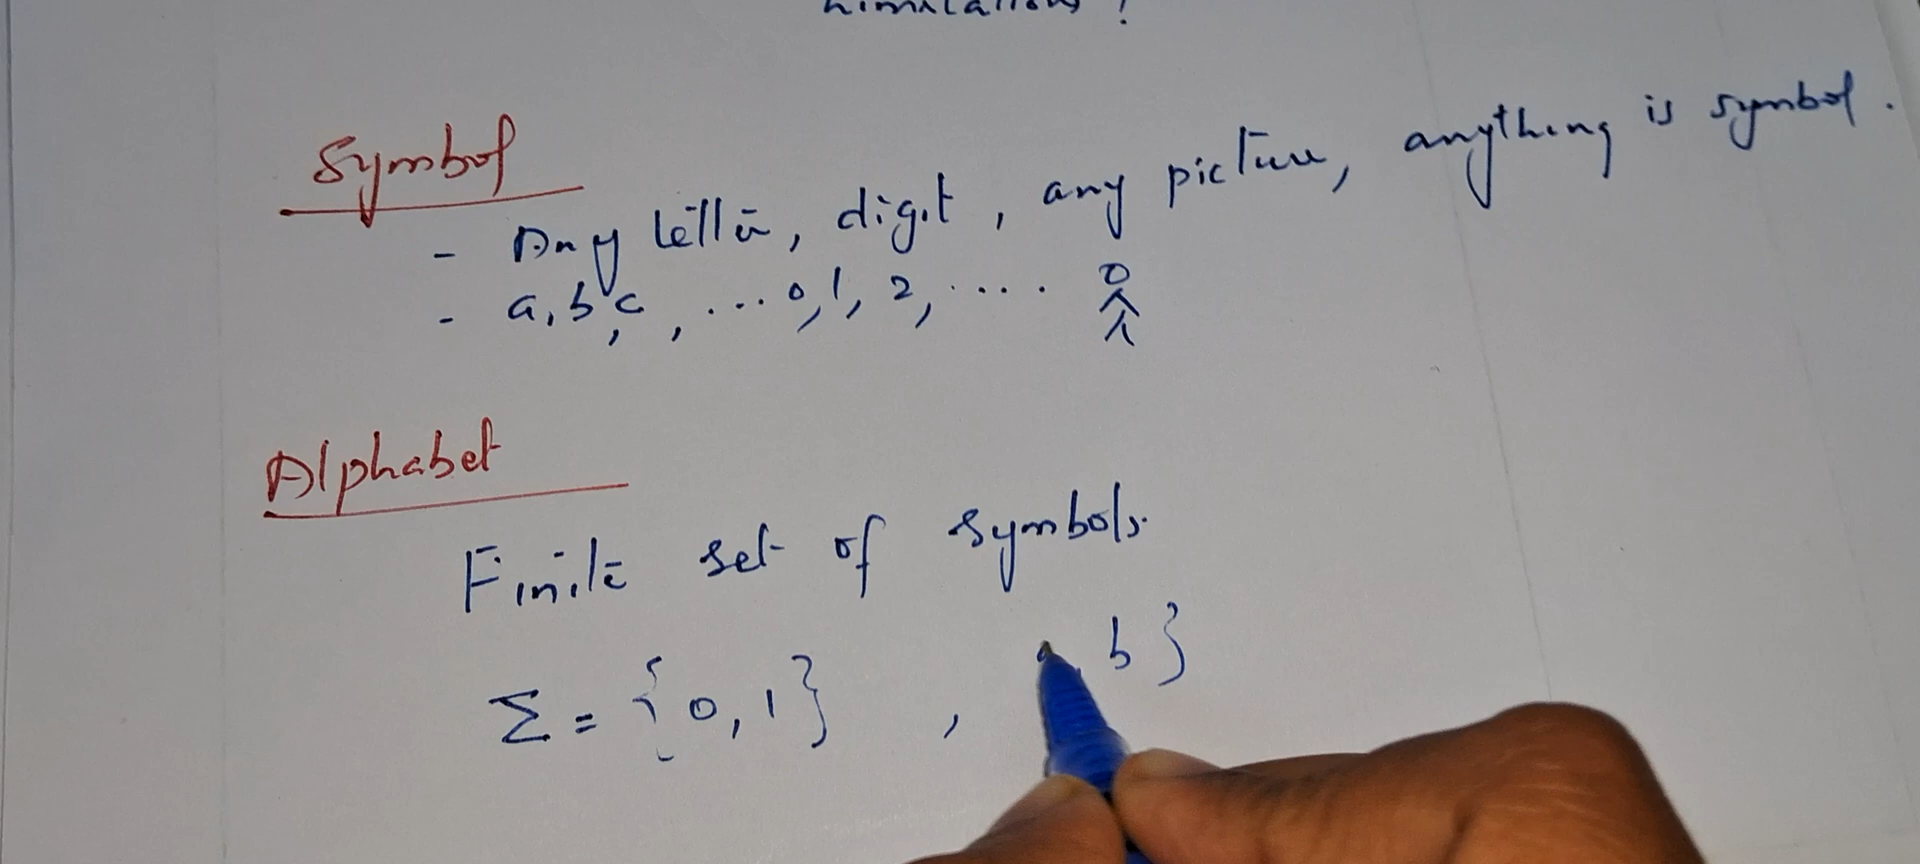 Symbol
- Any letter, digit, any picture, anything is symbol.
- a, b, c, ... 0, 1, 2, ....
Alphabet
Finite set of symbols.
Σ = {0, 1} , b}